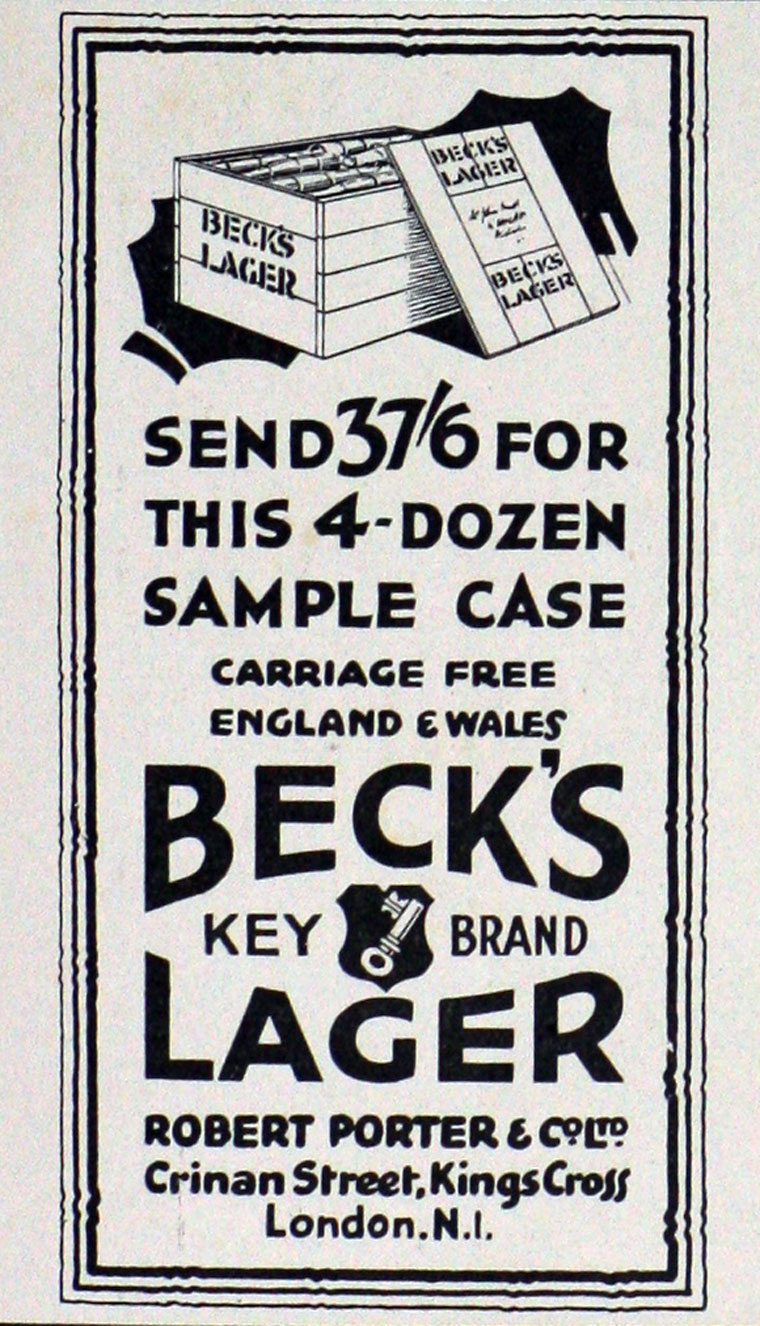 BECK'S
LAGER
BECK'S
LAGER
BECK'S
LAGER
SEND 37/6 FOR
THIS 4-DOZEN
SAMPLE CASE
CARRIAGE FREE
ENGLAND & WALES
BECK'S
KEY BRAND
LAGER
ROBERT PORTER & CO LTD
Crinan Street, Kings Cross
London. N.1.